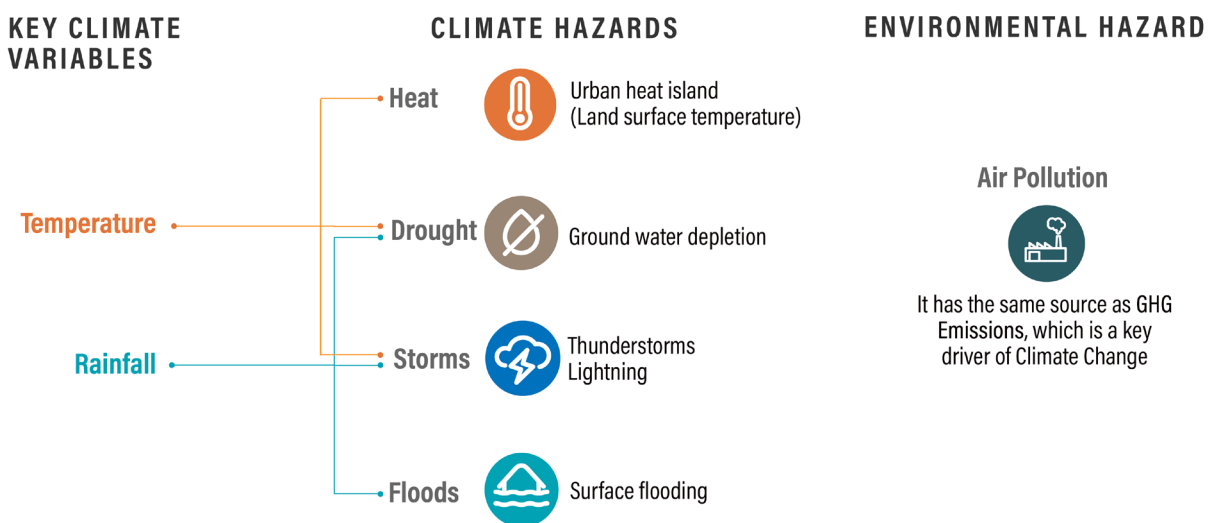 KEY CLIMATE
VARIABLES
CLIMATE HAZARDS
ENVIRONMENTAL HAZARD
Temperature
Rainfall
Heat
Urban heat island
(Land surface temperature)
Drought
Ground water depletion
Storms
Thunderstorms
Lightning
Floods
Surface flooding
Air Pollution
It has the same source as GHG
Emissions, which is a key
driver of Climate Change